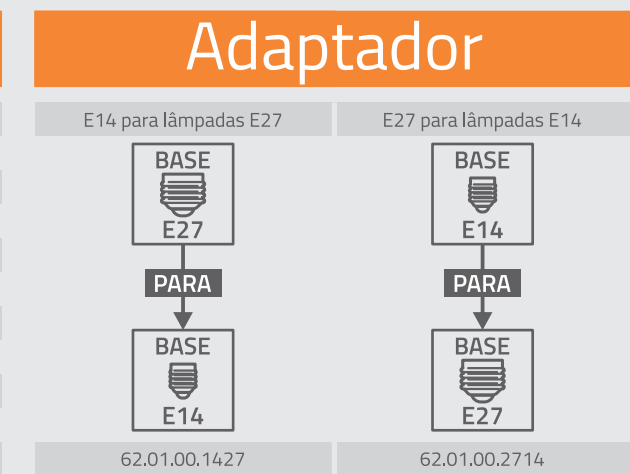 Adaptador
E14 para lâmpadas E27
E27 para lâmpadas E14
BASE
E27
PARA
BASE
E14
BASE
E14
PARA
BASE
E27
62.01.00.1427
62.01.00.2714